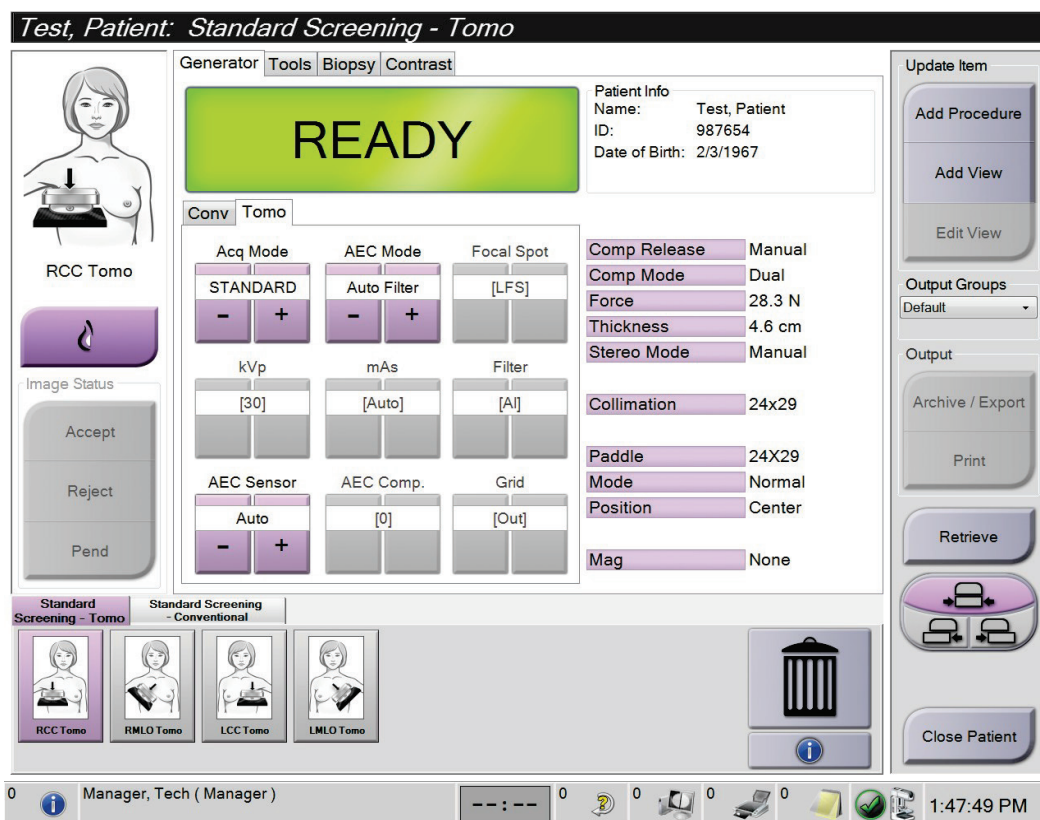 Test, Patient: Standard Screening - Tomo
Generator Tools Biopsy Contrast
READY
Patient Info
Name: Test, Patient
ID: 987654
Date of Birth: 2/3/1967
RCC Tomo
Image Status
Accept
Reject
Pend
Conv Tomo
Acq Mode AEC Mode Focal Spot
STANDARD Auto Filter [LFS]
- + - +
kVp mAs Filter
[30] [Auto] [Al]
AEC Sensor AEC Comp. Grid
Auto [0] [Out]
- +
Comp Release Manual
Comp Mode Dual
Force 28.3 N
Thickness 4.6 cm
Stereo Mode Manual
Collimation 24x29
Paddle 24X29
Mode Normal
Position Center
Mag None
Update Item
Add Procedure
Add View
Edit View
Output Groups
Default
Output
Archive / Export
Print
Retrieve
Close Patient
Standard
Screening - Tomo
Standard Screening
- Conventional
RCC Tomo RMLO Tomo LCC Tomo LMLO Tomo
0 Manager, Tech ( Manager ) --:-- 0 0 0 0 1:47:49 PM